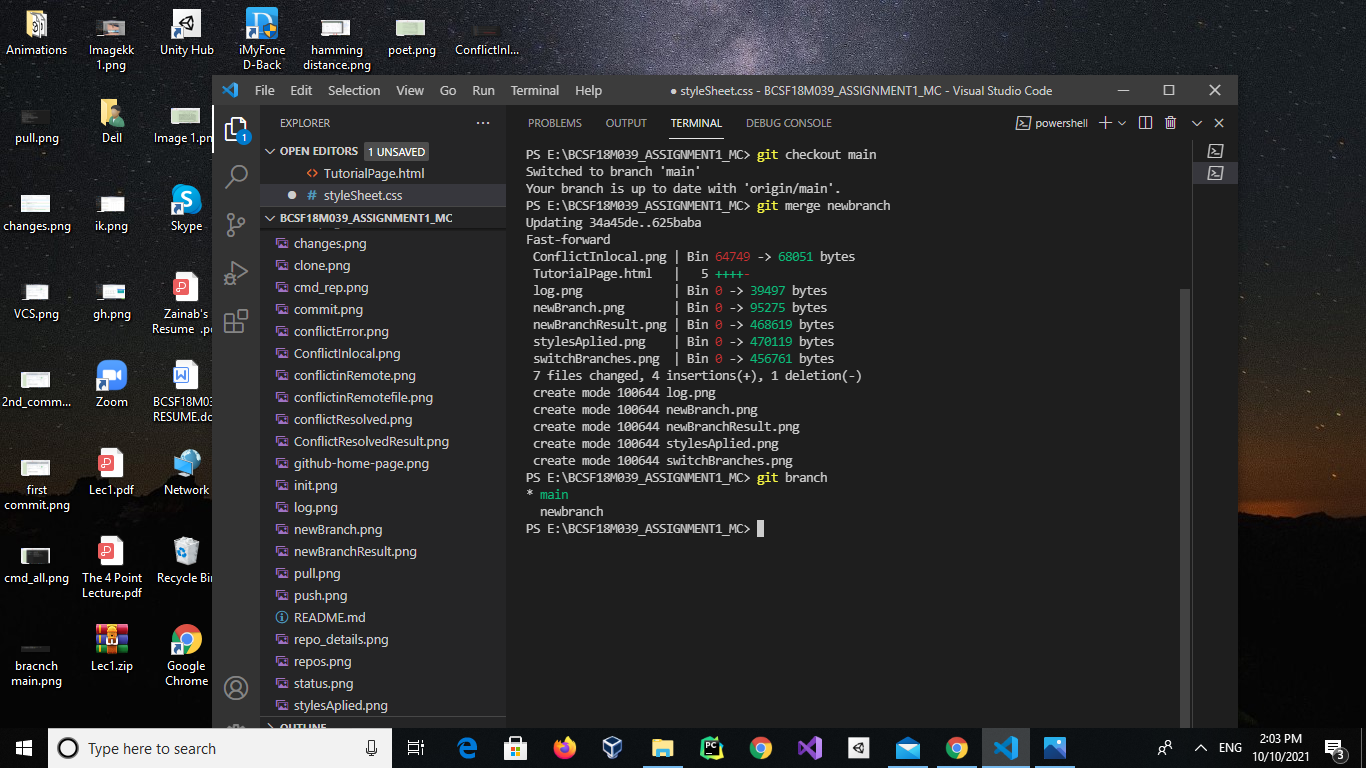 Animations
Imagekk
1.png
Unity Hub
iMyFone
D-Back
hamming
distance.png
poet.png
ConflictInl...
pull.png
Dell
Image 1.pn
changes.png
ik.png
Skype
VCS.png
gh.png
Zainab's
Resume .p
2nd_comm...
Zoom
BCSF18M0
RESUME.do
first
commit.png
Lec1.pdf
Network
cmd_all.png
The 4 Point
Lecture.pdf
Recycle Bin
bracnch
main.png
Lec1.zip
Google
Chrome
File Edit Selection View Go Run Terminal Help
● styleSheet.css - BCSF18M039_ASSIGNMENT1_MC - Visual Studio Code
1
EXPLORER ...
OPEN EDITORS 1 UNSAVED
<> TutorialPage.html
● # styleSheet.css
BCSF18M039_ASSIGNMENT1_MC
changes.png
clone.png
cmd_rep.png
commit.png
conflictError.png
ConflictInlocal.png
conflictinRemote.png
conflictinRemotefile.png
conflictResolved.png
ConflictResolvedResult.png
github-home-page.png
init.png
log.png
newBranch.png
newBranchResult.png
pull.png
push.png
README.md
repo_details.png
repos.png
status.png
stylesAplied.png
OUTLINE
PROBLEMS OUTPUT TERMINAL DEBUG CONSOLE
powershell
PS E:\BCSF18M039_ASSIGNMENT1_MC> git checkout main
Switched to branch 'main'
Your branch is up to date with 'origin/main'.
PS E:\BCSF18M039_ASSIGNMENT1_MC> git merge newbranch
Updating 34a45de..625baba
Fast-forward
ConflictInlocal.png | Bin 64749 -> 68051 bytes
TutorialPage.html | 5 ++++-
log.png | Bin 0 -> 39497 bytes
newBranch.png | Bin 0 -> 95275 bytes
newBranchResult.png | Bin 0 -> 468619 bytes
stylesAplied.png | Bin 0 -> 470119 bytes
switchBranches.png | Bin 0 -> 456761 bytes
7 files changed, 4 insertions(+), 1 deletion(-)
create mode 100644 log.png
create mode 100644 newBranch.png
create mode 100644 newBranchResult.png
create mode 100644 stylesAplied.png
create mode 100644 switchBranches.png
PS E:\BCSF18M039_ASSIGNMENT1_MC> git branch
* main
newbranch
PS E:\BCSF18M039_ASSIGNMENT1_MC>
Type here to search
ENG
2:03 PM
10/10/2021
3